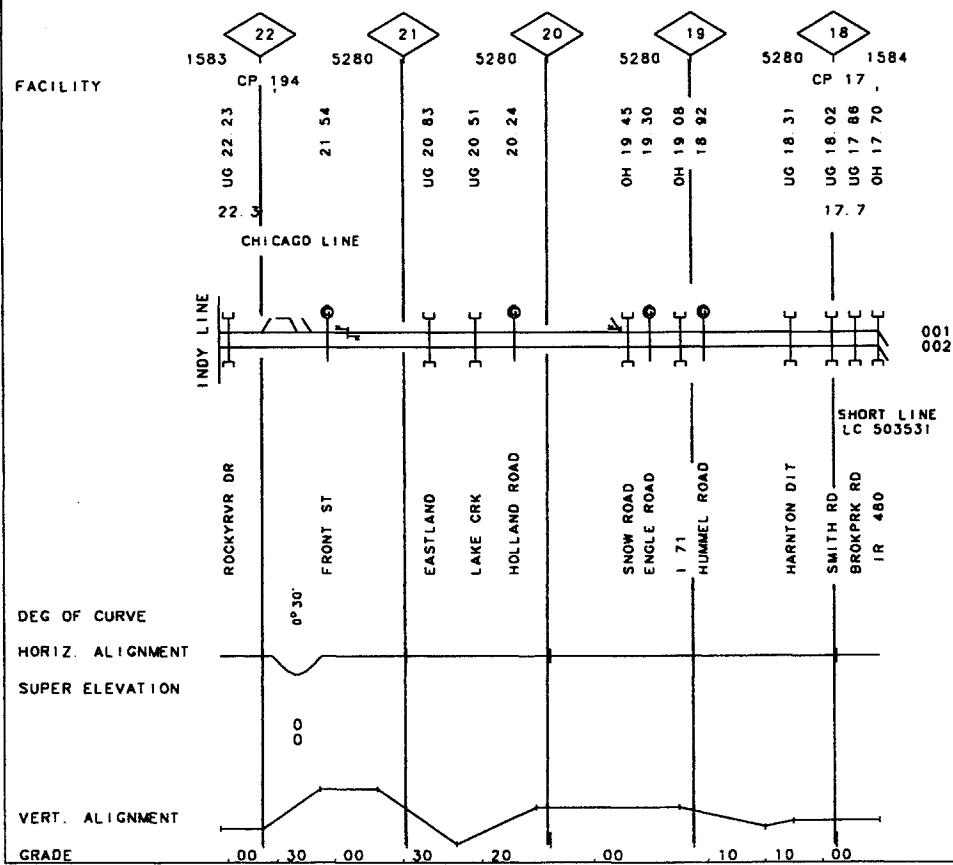 22 21 20 19 18
1583 5280 5280 5280 5280 1584
FACILITY
CP 194 CP 17
UG 22 23
21 54
UG 20 83
UG 20 51
20 24
OH 19 45
19 30
OH 19 08
18 92
UG 18 31
UG 18 02
UG 17 86
OH 17 70
22. 3 17. 7
CHICAGO LINE
INDY LINE
001
002
SHORT LINE
LC 503531
ROCKYRVR DR
FRONT ST
EASTLAND
LAKE CRK
HOLLAND ROAD
SNOW ROAD
ENGLE ROAD
I 71
HUMMEL ROAD
HARNTON DIT
SMITH RD
BROKPRK RD
IR 480
DEG OF CURVE
0°30'
HORIZ. ALIGNMENT
SUPER ELEVATION
0
0
VERT. ALIGNMENT
GRADE .00 .30 .00 .30 .20 .00 .10 .10 .00